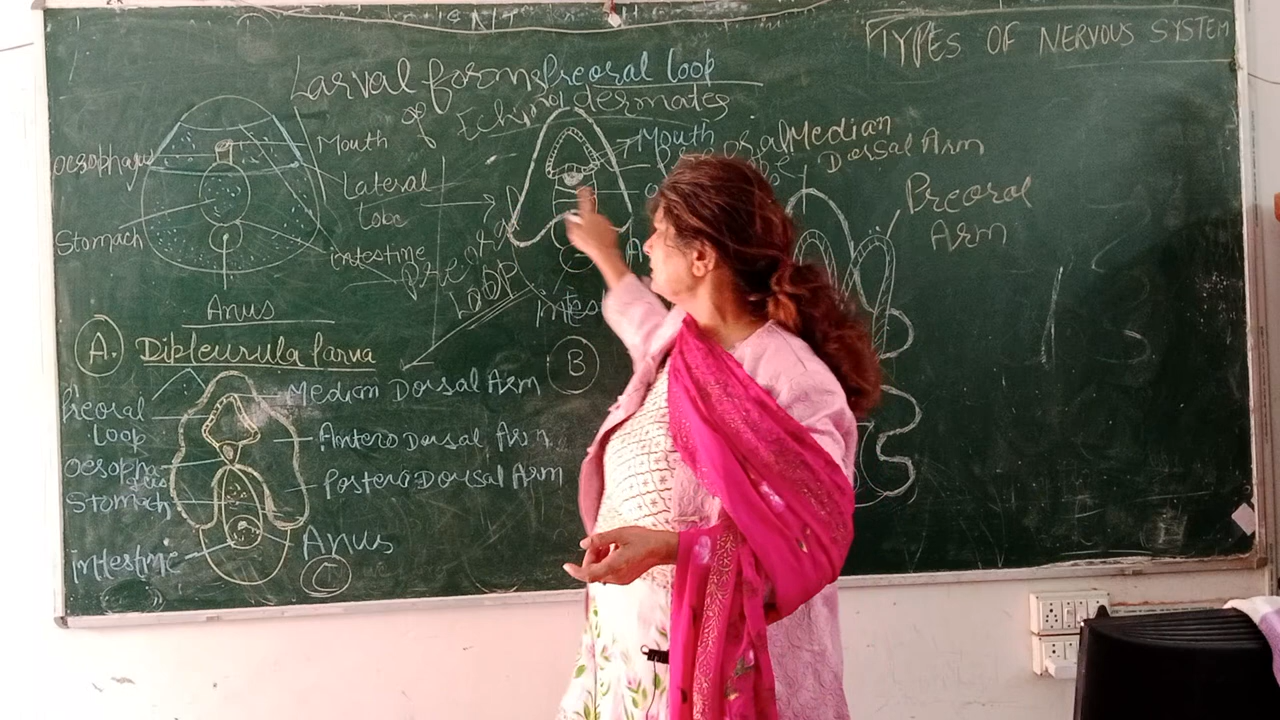 TYPES OF NERVOUS SYSTEM
Larval forms
of Echinodermates
Preoral loop
Oesophagus
Mouth
Lateral
Lobe
Stomach
intestine
Anus
A. Dipleurula larva
Mouth
Preoral
LOOP
B
Median
Dorsal Arm
Preoral
Arm
Preoral
Loop
Oesopha
gus
Stomach
intestine
Median Dorsal Arm
Antero Dorsal Arm
Postero Dorsal Arm
Anus
C